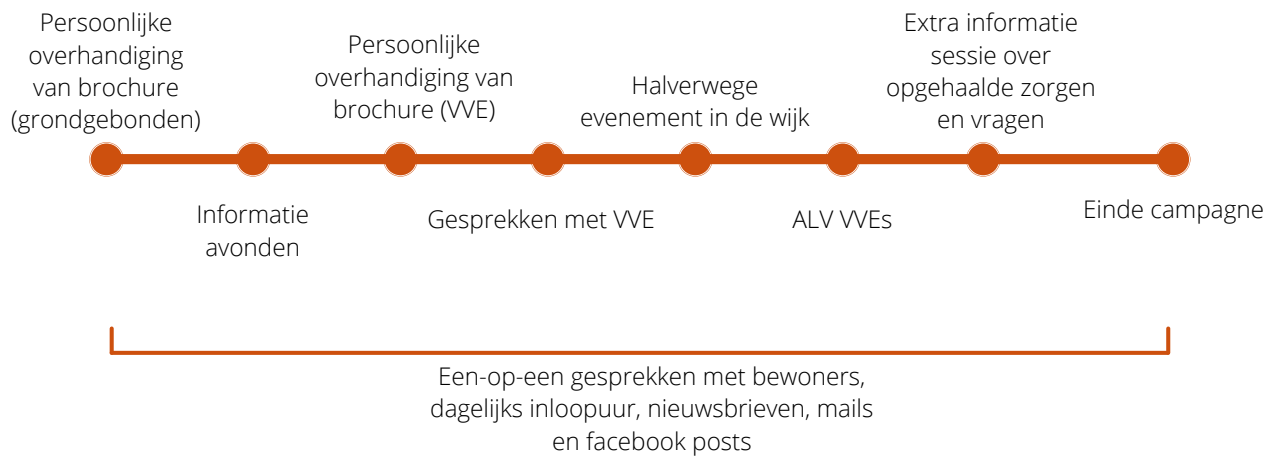 Persoonlijke
overhandiging
van brochure
(grondgebonden)
Informatie
avonden
Persoonlijke
overhandiging van
brochure (VVE)
Gesprekken met VVE
Halverwege
evenement in de wijk
ALV VVEs
Extra informatie
sessie over
opgehaalde zorgen
en vragen
Einde campagne
Een-op-een gesprekken met bewoners,
dagelijks inloopuur, nieuwsbrieven, mails
en facebook posts